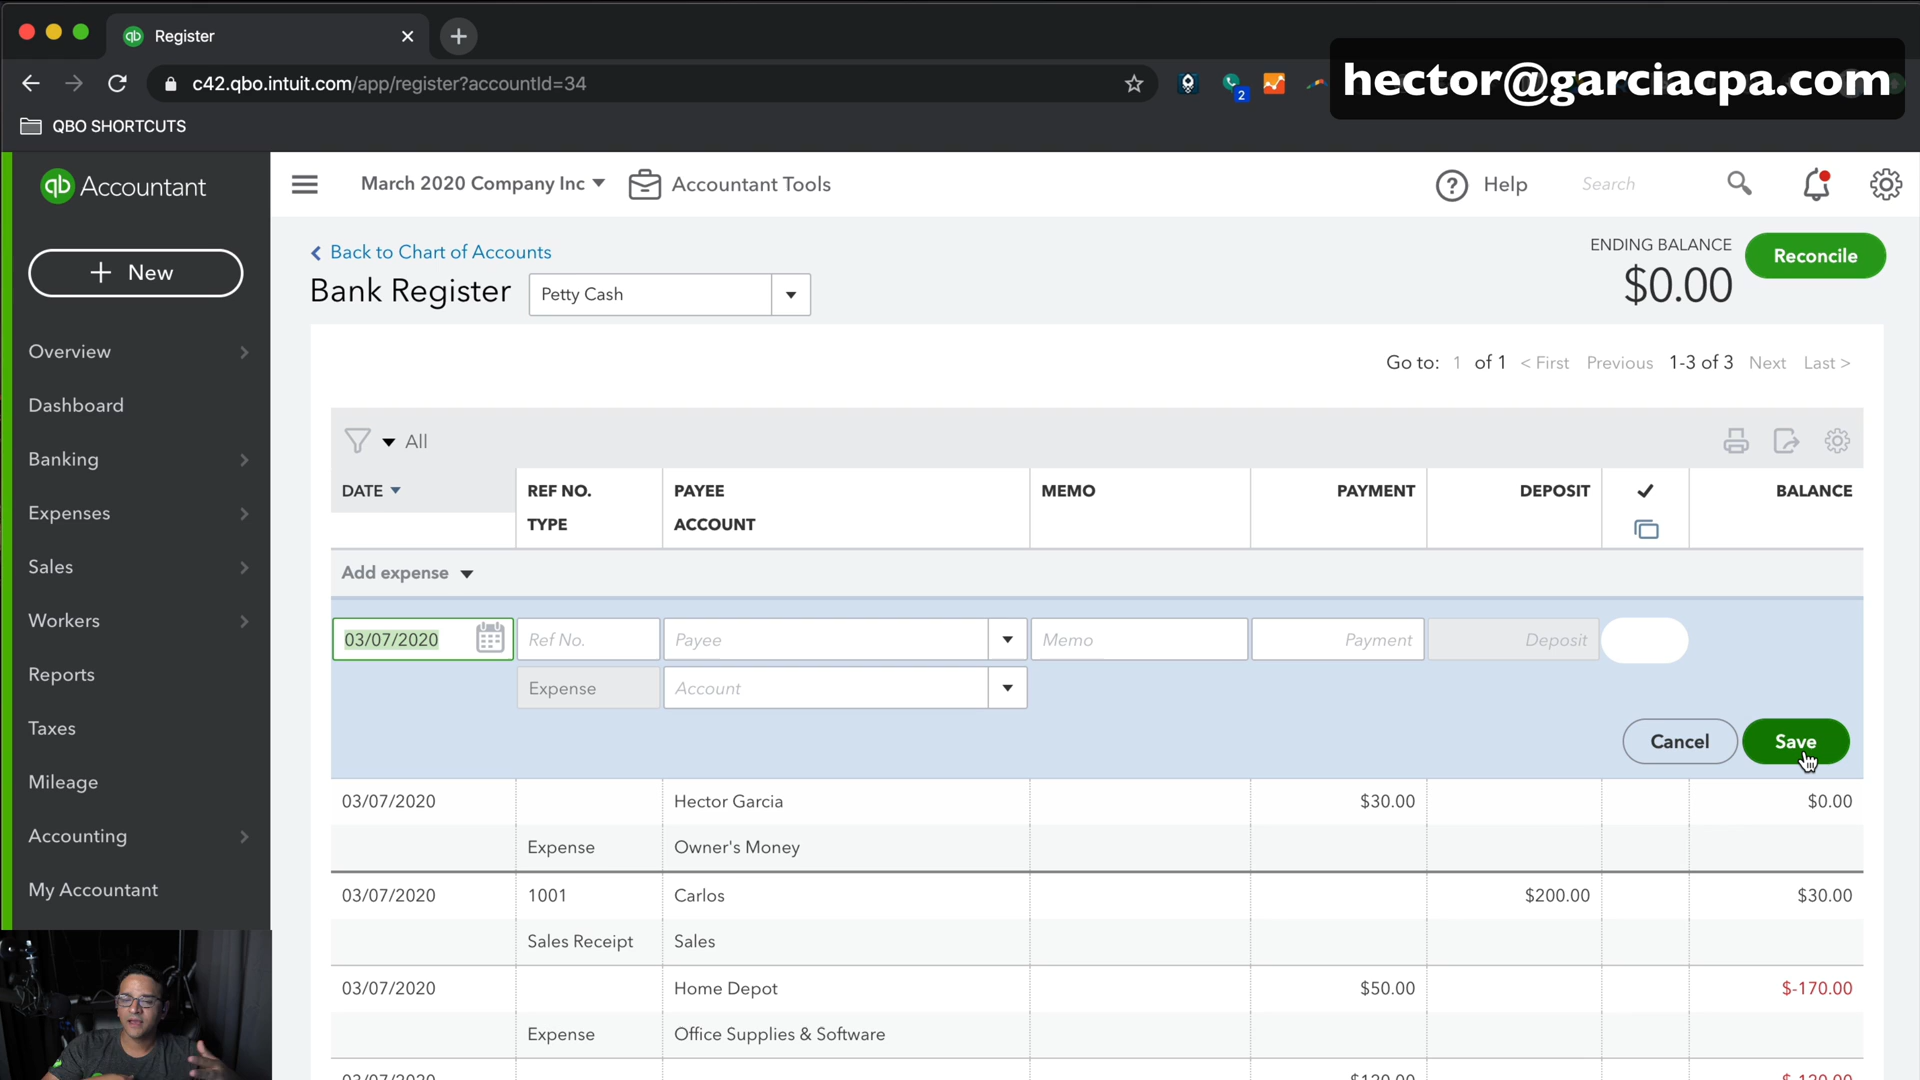 Register
c42.qbo.intuit.com/app/register?accountId=34
2
hector@garciacpa.com
QBO SHORTCUTS
qb Accountant
March 2020 Company Inc
Accountant Tools
? Help
Search
+ New
Overview
Dashboard
Banking
Expenses
Sales
Workers
Reports
Taxes
Mileage
Accounting
My Accountant
Back to Chart of Accounts
ENDING BALANCE
Reconcile
Bank Register
Petty Cash
$0.00
Go to: 1 of 1 < First Previous 1-3 of 3 Next Last >
All
DATE REF NO. PAYEE MEMO PAYMENT DEPOSIT ✓ BALANCE
TYPE ACCOUNT
Add expense
03/07/2020 Ref No. Payee Memo Payment Deposit
Expense Account
Cancel Save
03/07/2020 Hector Garcia $30.00 $0.00
Expense Owner's Money
03/07/2020 1001 Carlos $200.00 $30.00
Sales Receipt Sales
03/07/2020 Home Depot $50.00 $-170.00
Expense Office Supplies & Software
03/07/2020 $120.00 $-120.00